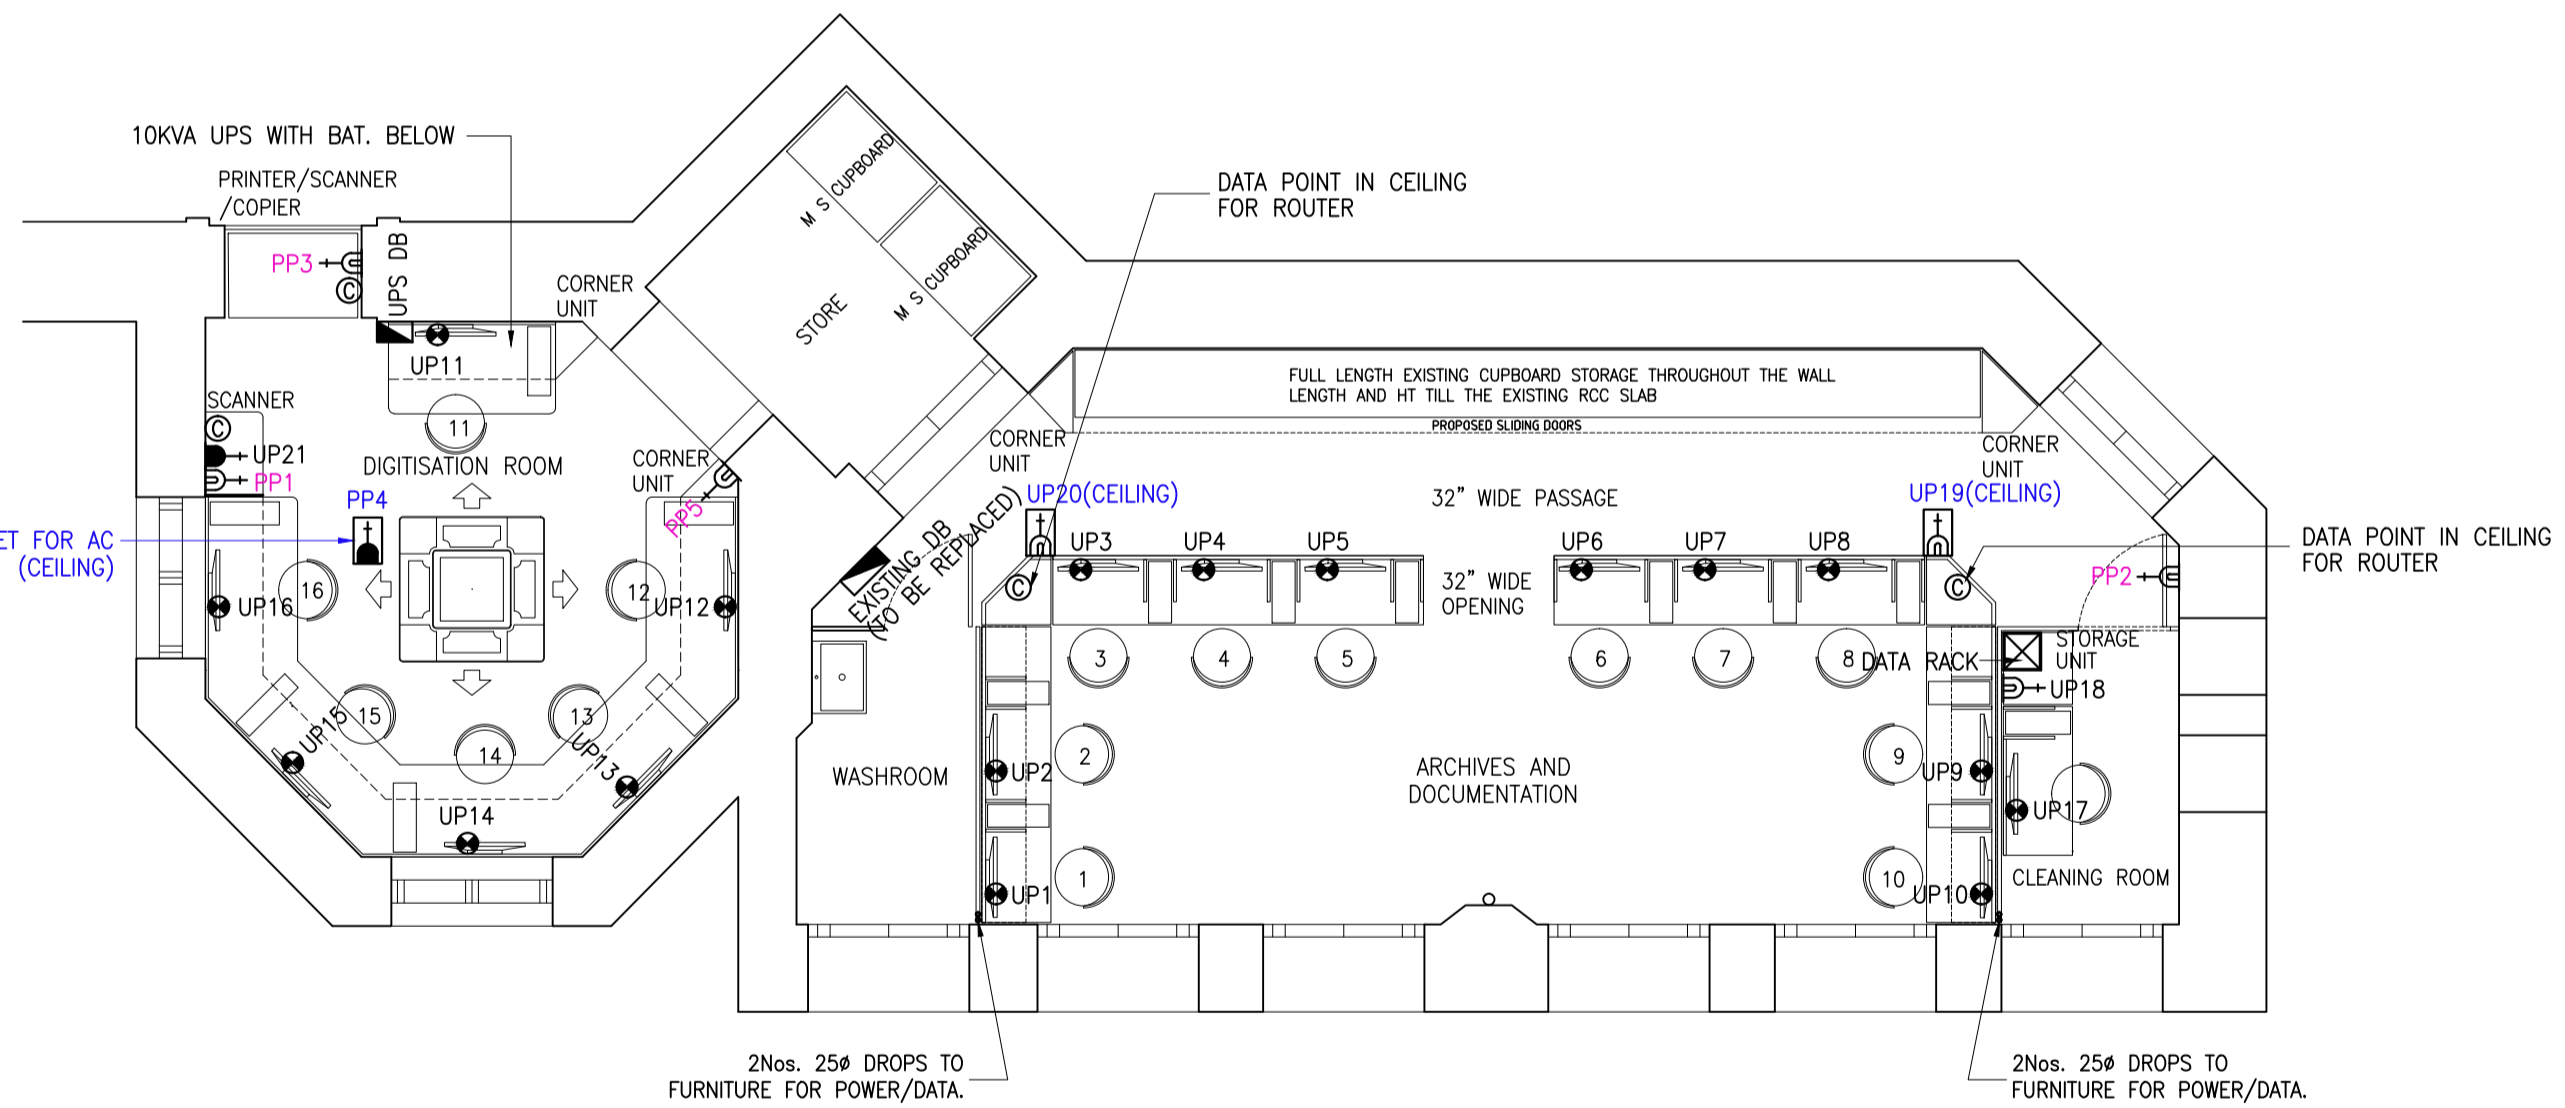 10KVA UPS WITH BAT. BELOW
PRINTER/SCANNER
/COPIER
PP3
C
UPS DB
CORNER
UNIT
UP11
11
SCANNER
C
UP21
PP1
DIGITISATION ROOM
PP4
ET FOR AC
(CEILING)
CORNER
UNIT
PP5
16
UP16
12
UP12
15
UP15
14
UP14
13
UP13
M S CUPBOARD
M S CUPBOARD
STORE
DATA POINT IN CEILING
FOR ROUTER
FULL LENGTH EXISTING CUPBOARD STORAGE THROUGHOUT THE WALL
LENGTH AND HT TILL THE EXISTING RCC SLAB
PROPOSED SLIDING DOORS
CORNER
UNIT
UP20(CEILING)
32” WIDE PASSAGE
CORNER
UNIT
UP19(CEILING)
EXISTING DB
(TO BE REPLACED)
C
UP3
UP4
UP5
32” WIDE
OPENING
UP6
UP7
UP8
C
DATA POINT IN CEILING
FOR ROUTER
PP2
3
4
5
6
7
8
DATA RACK
STORAGE
UNIT
UP18
WASHROOM
2
UP2
1
UP1
ARCHIVES AND
DOCUMENTATION
9
UP9
10
UP10
UP17
CLEANING ROOM
2Nos. 25ø DROPS TO
FURNITURE FOR POWER/DATA.
2Nos. 25ø DROPS TO
FURNITURE FOR POWER/DATA.